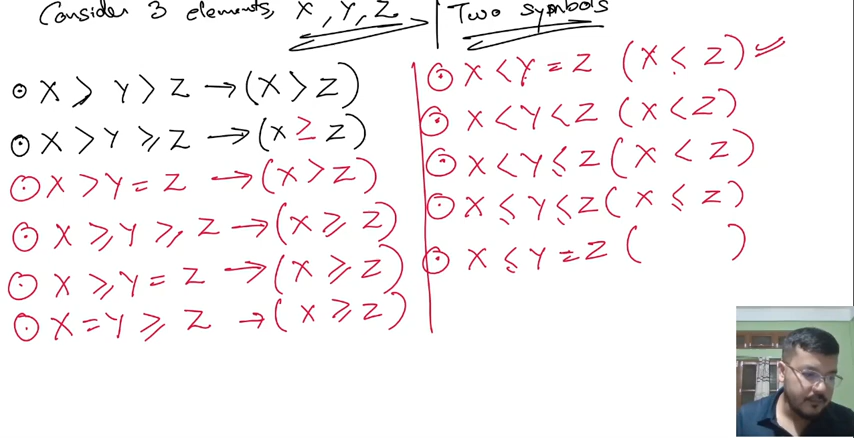 Consider 3 elements, X, Y, Z | Two symbols
⊙ X > Y > Z → (X > Z)
⊙ X > Y ≥ Z → (X ≥ Z)
⊙ X > Y = Z → (X > Z)
⊙ X ≥ Y ≥ Z → (X ≥ Z)
⊙ X ≥ Y = Z → (X ≥ Z)
⊙ X = Y ≥ Z → (X ≥ Z)
⊙ X < Y = Z (X ≤ Z) ✓
⊙ X < Y < Z (X < Z)
⊙ X < Y ≤ Z (X < Z)
⊙ X ≤ Y ≤ Z (X ≤ Z)
⊙ X ≤ Y = Z ( )